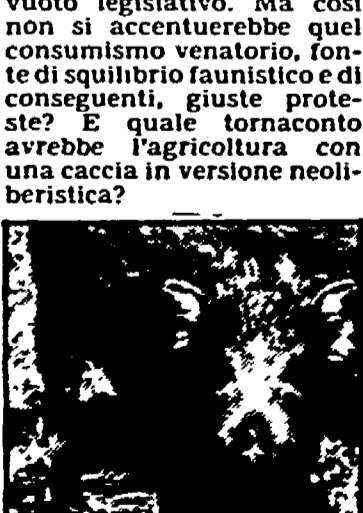 vuoto legislativo. Ma così
non si accentuerebbe quel
consumismo venatorio, fon-
te di squilibrio faunistico e di
conseguenti, giuste prote-
ste? E quale tornaconto
avrebbe l'agricoltura con
una caccia in versione neoli-
beristica?